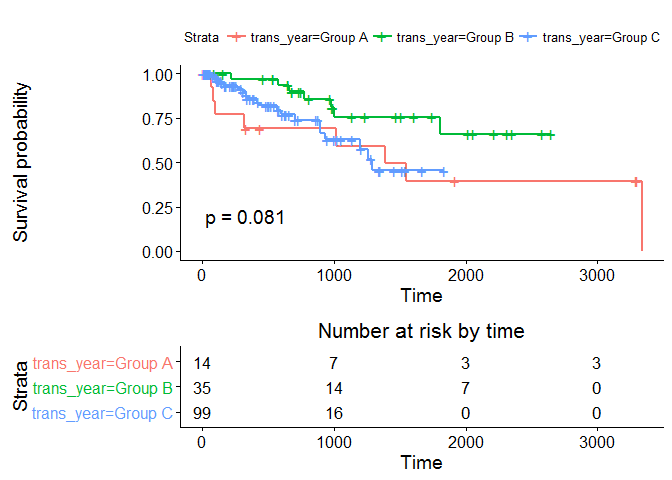 Strata trans_year=Group A trans_year=Group B trans_year=Group C
Survival probability
1.00
0.75
0.50
0.25
0.00
p = 0.081
0 1000 2000 3000
Time
Number at risk by time
Strata
trans_year=Group A 14 7 3 3
trans_year=Group B 35 14 7 0
trans_year=Group C 99 16 0 0
0 1000 2000 3000
Time